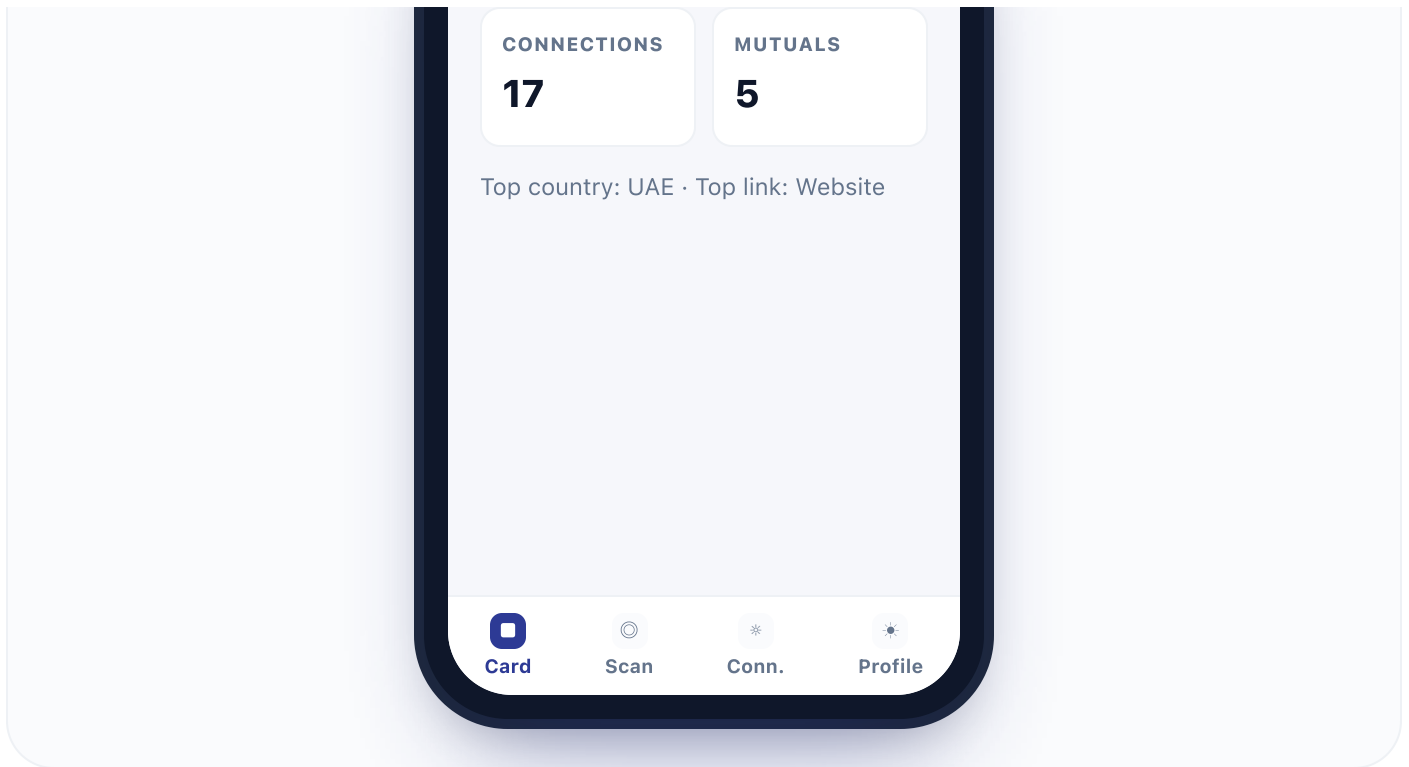 CONNECTIONS MUTUALS
17 5
Top country: UAE · Top link: Website
Card Scan Conn. Profile